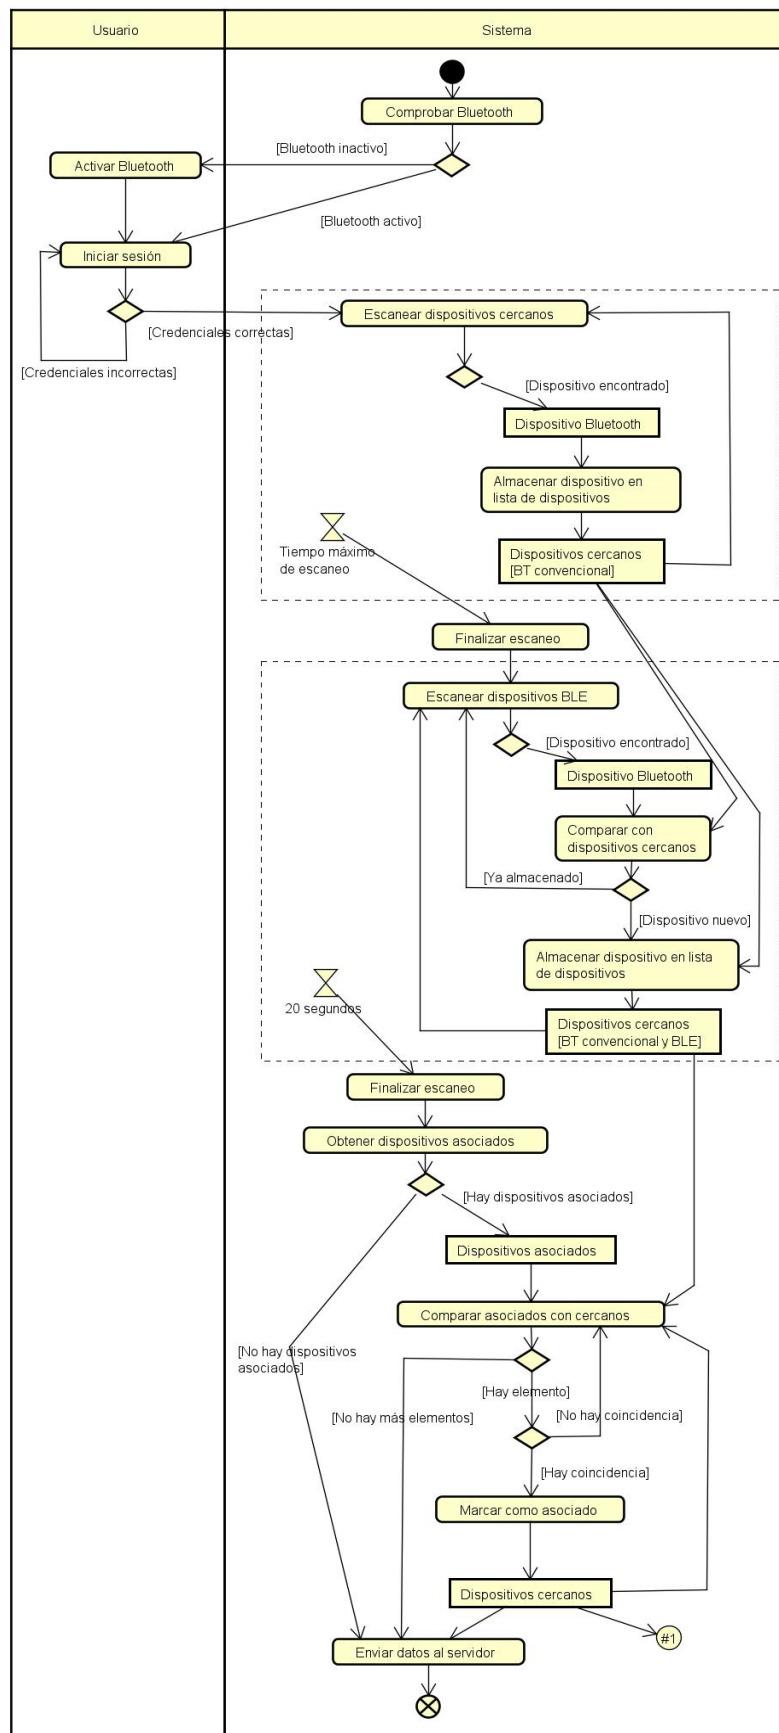 Usuario
Sistema
Comprobar Bluetooth
[Bluetooth inactivo]
Activar Bluetooth
[Bluetooth activo]
Iniciar sesión
Escanear dispositivos cercanos
[Credenciales correctas]
[Credenciales incorrectas]
[Dispositivo encontrado]
Dispositivo Bluetooth
Almacenar dispositivo en
lista de dispositivos
Tiempo máximo
de escaneo
Dispositivos cercanos
[BT convencional]
Finalizar escaneo
Escanear dispositivos BLE
[Dispositivo encontrado]
Dispositivo Bluetooth
Comparar con
dispositivos cercanos
[Ya almacenado]
[Dispositivo nuevo]
Almacenar dispositivo en lista
de dispositivos
20 segundos
Dispositivos cercanos
[BT convencional y BLE]
Finalizar escaneo
Obtener dispositivos asociados
[Hay dispositivos asociados]
Dispositivos asociados
Comparar asociados con cercanos
[No hay dispositivos
asociados]
[Hay elemento]
[No hay más elementos]
[No hay coincidencia]
[Hay coincidencia]
Marcar como asociado
Dispositivos cercanos
#1
Enviar datos al servidor